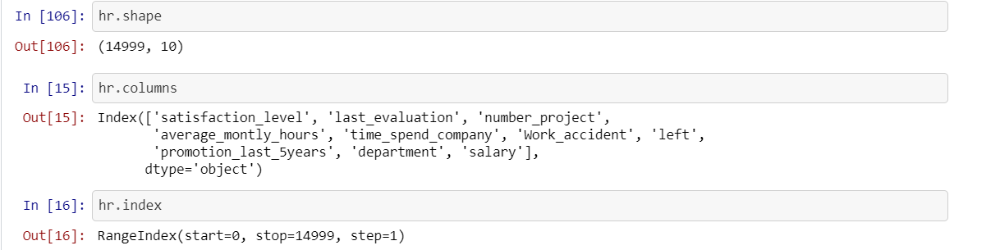 In [106]: hr.shape
Out[106]: (14999, 10)
In [15]: hr.columns
Out[15]: Index(['satisfaction_level', 'last_evaluation', 'number_project',
'average_montly_hours', 'time_spend_company', 'Work_accident', 'left',
'promotion_last_5years', 'department', 'salary'],
dtype='object')
In [16]: hr.index
Out[16]: RangeIndex(start=0, stop=14999, step=1)